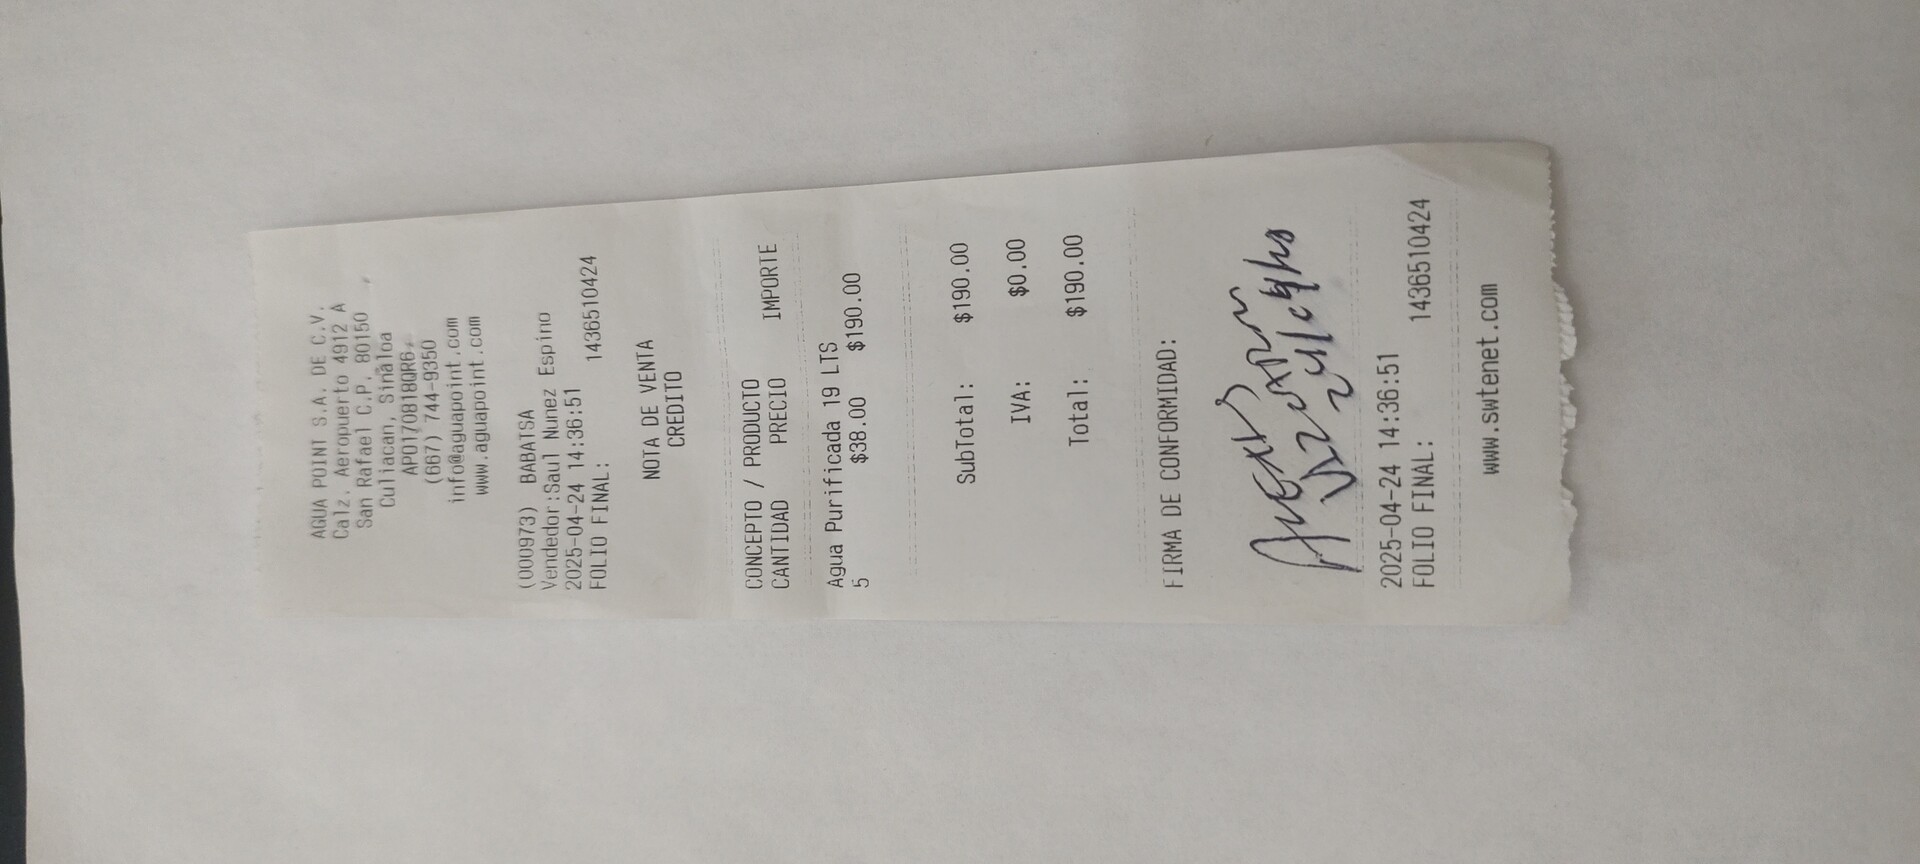 AGUA POINT S.A. DE C.V.
Calz. Aeropuerto 4912 A
San Rafael C.P. 80150
Culiacan, Sinaloa
APO170818QR6
(667) 744-9350
info@aguapoint.com
www.aguapoint.com
(000973) BABATSA
Vendedor:Saul Nunez Espino
2025-04-24 14:36:51
FOLIO FINAL: 1436510424
NOTA DE VENTA
CREDITO
CONCEPTO / PRODUCTO
CANTIDAD PRECIO IMPORTE
Agua Purificada 19 LTS
5 $38.00 $190.00
SubTotal: $190.00
IVA: $0.00
Total: $190.00
FIRMA DE CONFORMIDAD:
2025-04-24 14:36:51
FOLIO FINAL: 1436510424
www.swtenet.com